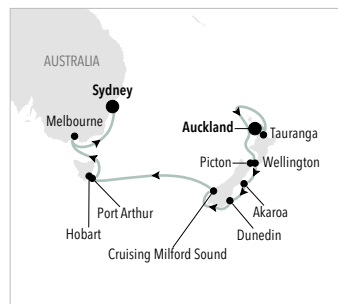 AUSTRALIA
Sydney
Melbourne
Auckland
Tauranga
Picton
Wellington
Akaroa
Port Arthur
Dunedin
Hobart
Cruising Milford Sound